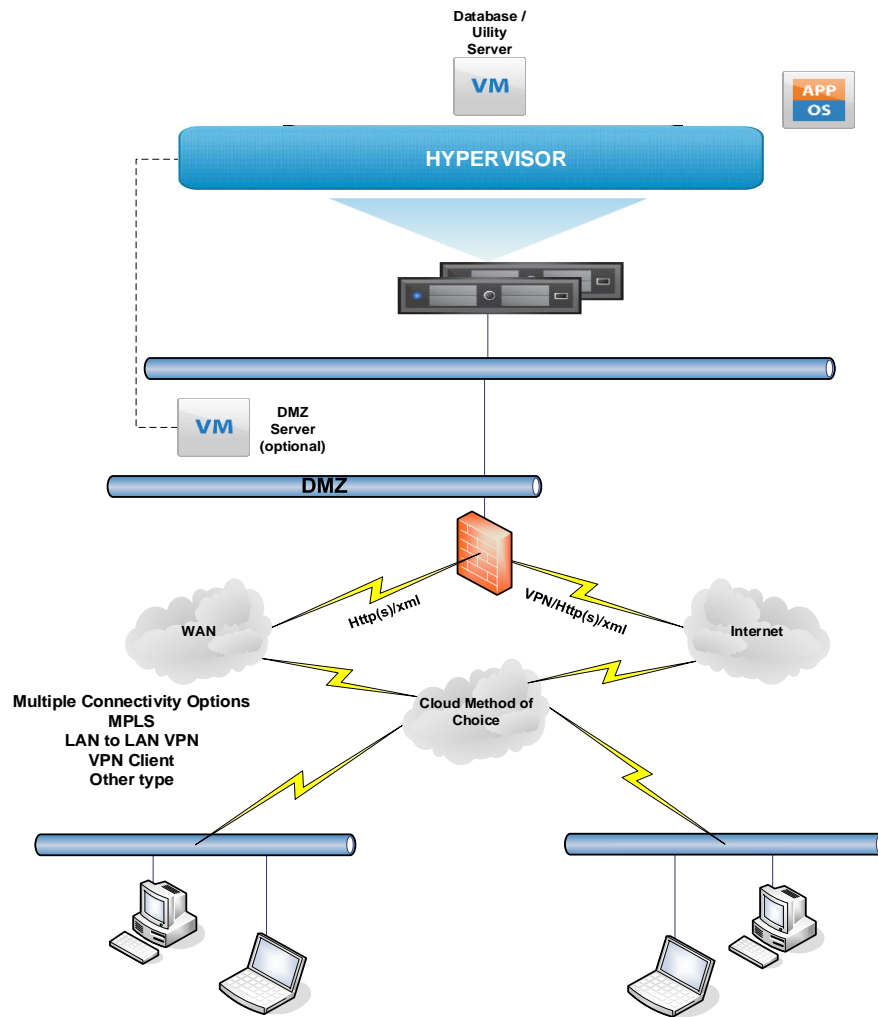 Database /
Uility
Server
VM
APP
OS
HYPERVISOR
VM
DMZ
Server
(optional)
DMZ
Http(s)/xml
VPN/Http(s)/xml
WAN
Internet
Multiple Connectivity Options
MPLS
LAN to LAN VPN
VPN Client
Other type
Cloud Method of
Choice